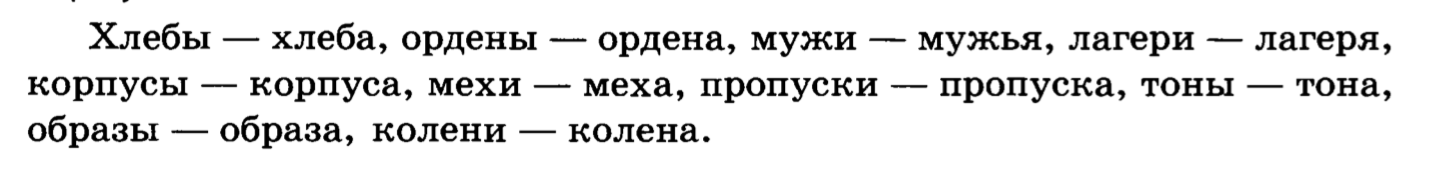 Хлебы — хлеба, ордены — ордена, мужи — мужья, лагери — лагеря,
корпусы — корпуса, мехи — меха, пропуски — пропуска, тоны — тона,
образы — образа, колени — колена.